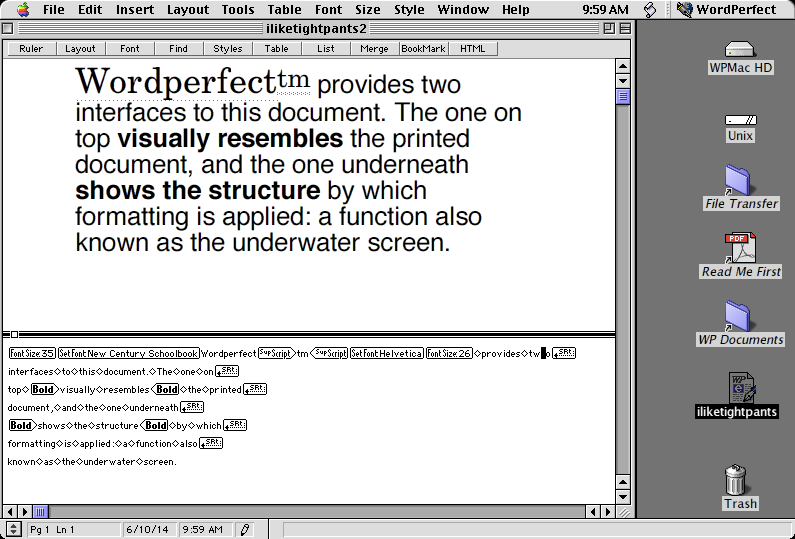 File Edit Insert Layout Tools Table Font Size Style Window Help 9:59 AM WordPerfect
iliketightpants2
Ruler Layout Font Find Styles Table List Merge BookMark HTML
Wordperfecttm provides two
interfaces to this document. The one on
top visually resembles the printed
document, and the one underneath
shows the structure by which
formatting is applied: a function also
known as the underwater screen.
Font Size:35 Set Font New Century Schoolbook Wordperfect SupScript tm SupScript Set Font Helvetica Font Size:26 ◇provides◇two SRt
interfaces◇to◇this◇document.◇The◇one◇on SRt
top◇ Bold visually◇resembles Bold ◇the◇printed SRt
document,◇and◇the◇one◇underneath SRt
Bold shows◇the◇structure Bold ◇by◇which SRt
formatting◇is◇applied:◇a◇function◇also SRt
known◇as◇the◇underwater◇screen.
Pg 1 Ln 1 6/10/14 9:59 AM
WPMac HD
Unix
File Transfer
PDF
Read Me First
WP Documents
WP
iliketightpants
Trash